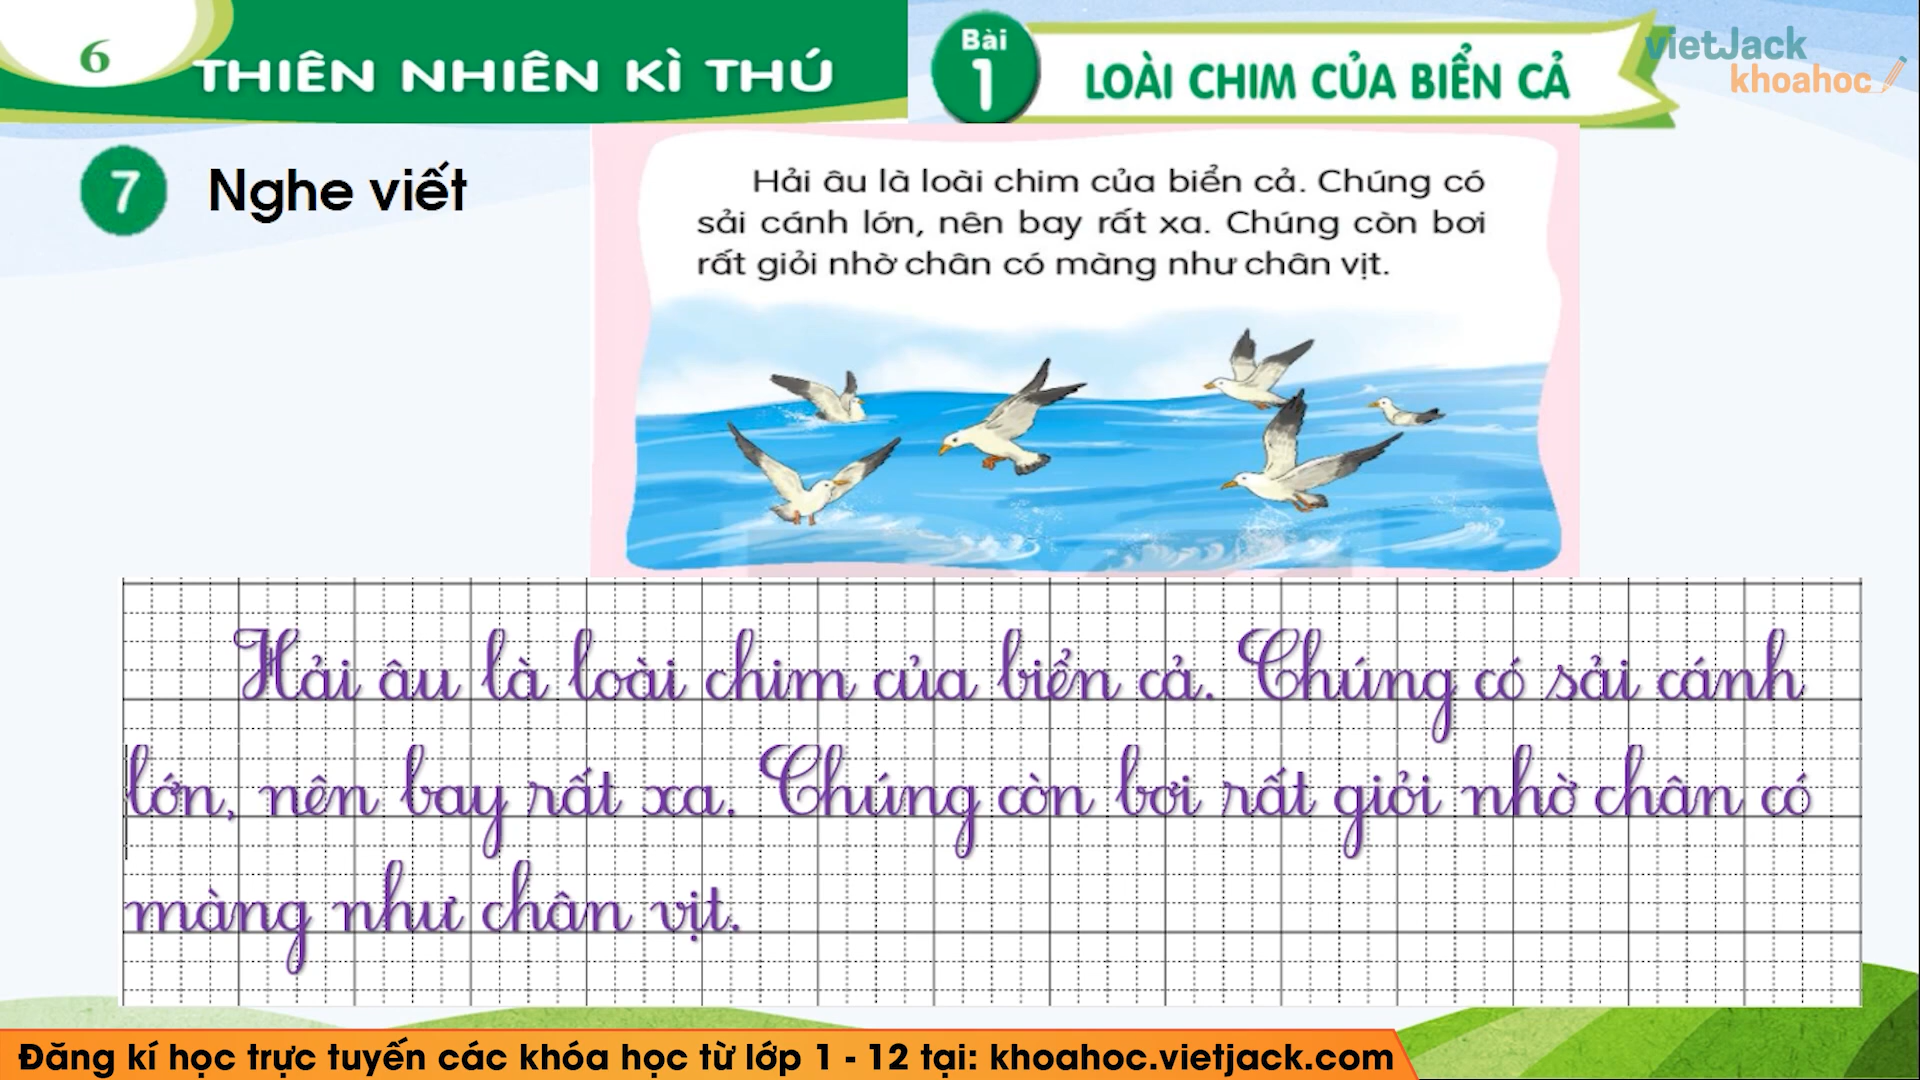 6
THIÊN NHIÊN KÌ THÚ
Bài
1
LOÀI CHIM CỦA BIỂN CẢ
vietJack
khoahoc
7
Nghe viết
Hải âu là loài chim của biển cả. Chúng có
sải cánh lớn, nên bay rất xa. Chúng còn bơi
rất giỏi nhờ chân có màng như chân vịt.
Hải âu là loài chim của biển cả. Chúng có sải cánh
lớn, nên bay rất xa. Chúng còn bơi rất giỏi nhờ chân có
màng như chân vịt.
Đăng kí học trực tuyến các khóa học từ lớp 1 - 12 tại: khoahoc.vietjack.com